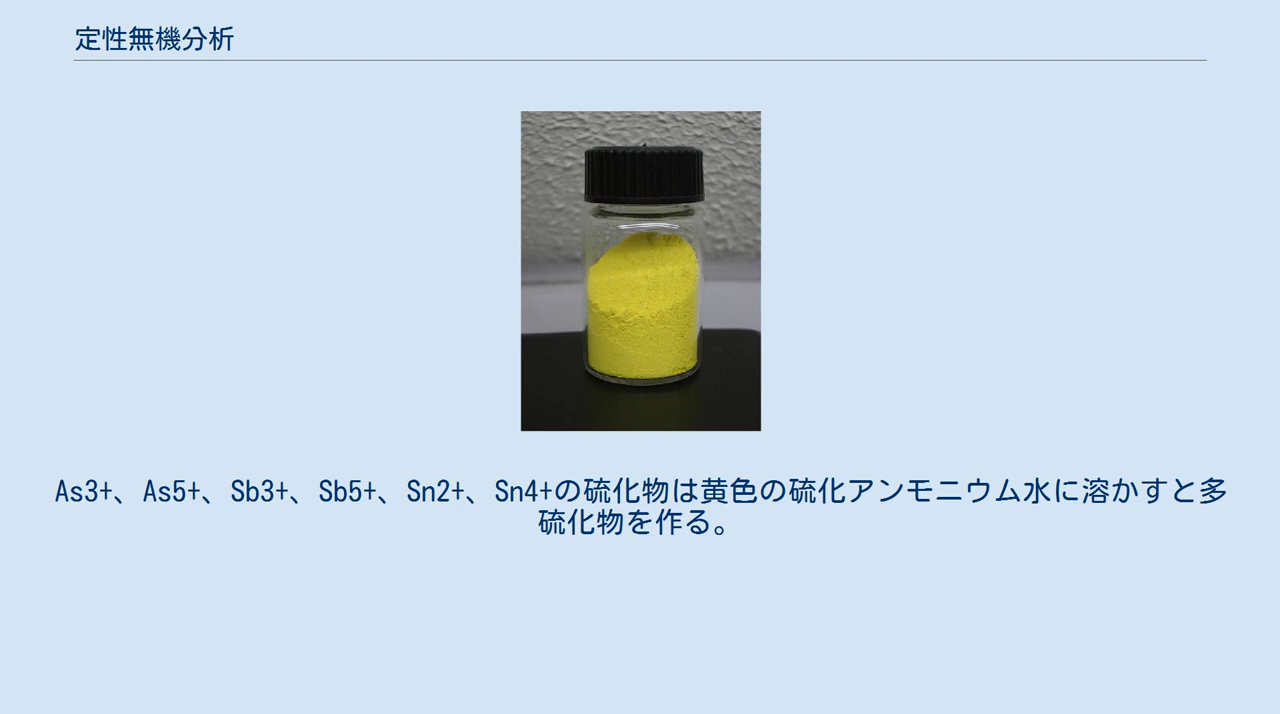 定性無機分析
As3+、As5+、Sb3+、Sb5+、Sn2+、Sn4+の硫化物は黄色の硫化アンモニウム水に溶かすと多
硫化物を作る。